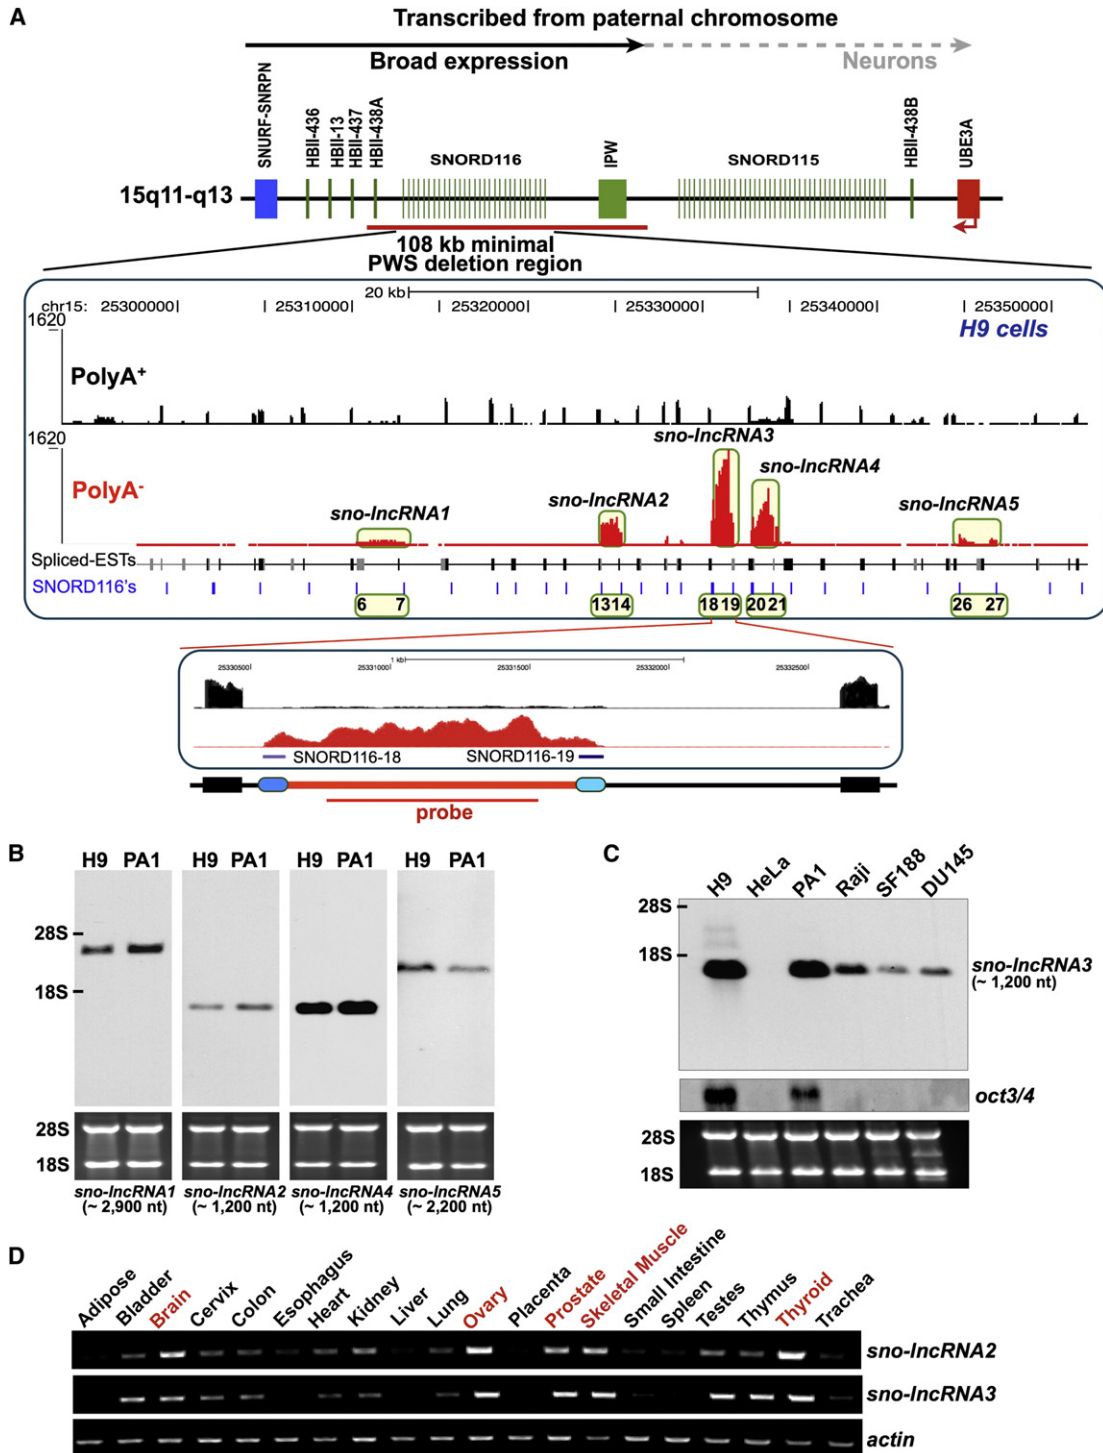 A
Transcribed from paternal chromosome
Broad expression
Neurons
SNURF-SNRPN
HBII-436
HBII-13
HBII-437
HBII-438A
SNORD116
IPW
SNORD115
HBII-438B
UBE3A
15q11-q13
108 kb minimal
PWS deletion region
20 kb
chr15: 25300000 25310000 25320000 25330000 25340000 25350000
1620
H9 cells
PolyA+
1620
sno-lncRNA3
PolyA-
sno-lncRNA4
sno-lncRNA2
sno-lncRNA1
sno-lncRNA5
Spliced-ESTs
SNORD116's
6 7 13 14 18 19 20 21 26 27
1 kb
25330500 25331000 25331500 25332000 25332500
SNORD116-18 SNORD116-19
probe
B
H9 PA1 H9 PA1 H9 PA1 H9 PA1
28S
18S
28S
18S
sno-lncRNA1 sno-lncRNA2 sno-lncRNA4 sno-lncRNA5
(~ 2,900 nt) (~ 1,200 nt) (~ 1,200 nt) (~ 2,200 nt)
C
H9 HeLa PA1 Raji SF188 DU145
28S
18S
sno-lncRNA3
(~ 1,200 nt)
oct3/4
28S
18S
D
Adipose Bladder Brain Cervix Colon Esophagus Heart Kidney Liver Lung Ovary Placenta Prostate Skeletal Muscle Small Intestine Spleen Testes Thymus Thyroid Trachea
sno-lncRNA2
sno-lncRNA3
actin